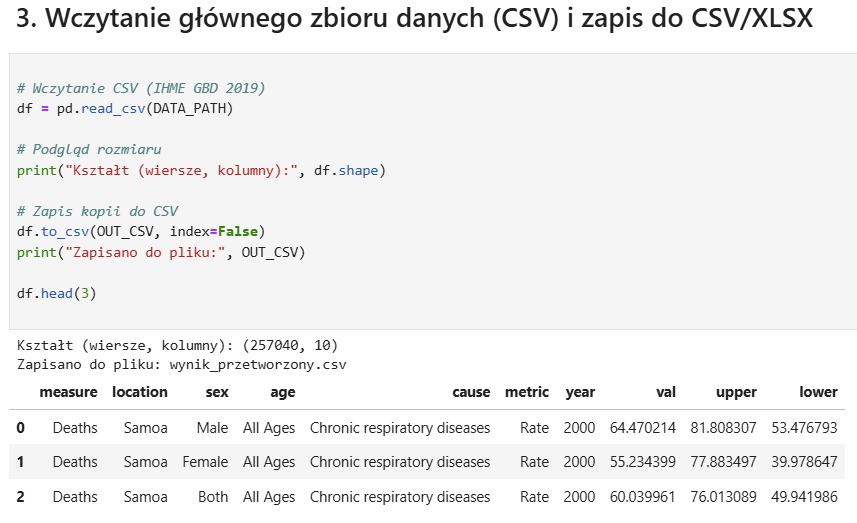 3. Wczytanie głównego zbioru danych (CSV) i zapis do CSV/XLSX
# Wczytanie CSV (IHME GBD 2019)
df = pd.read_csv(DATA_PATH)
# Podgląd rozmiaru
print("Kształt (wiersze, kolumny):", df.shape)
# Zapis kopii do CSV
df.to_csv(OUT_CSV, index=False)
print("Zapisano do pliku:", OUT_CSV)
df.head(3)
Kształt (wiersze, kolumny): (257040, 10)
Zapisano do pliku: wynik_przetworzony.csv
measure location sex age cause metric year val upper lower
0 Deaths Samoa Male All Ages Chronic respiratory diseases Rate 2000 64.470214 81.808307 53.476793
1 Deaths Samoa Female All Ages Chronic respiratory diseases Rate 2000 55.234399 77.883497 39.978647
2 Deaths Samoa Both All Ages Chronic respiratory diseases Rate 2000 60.039961 76.013089 49.941986